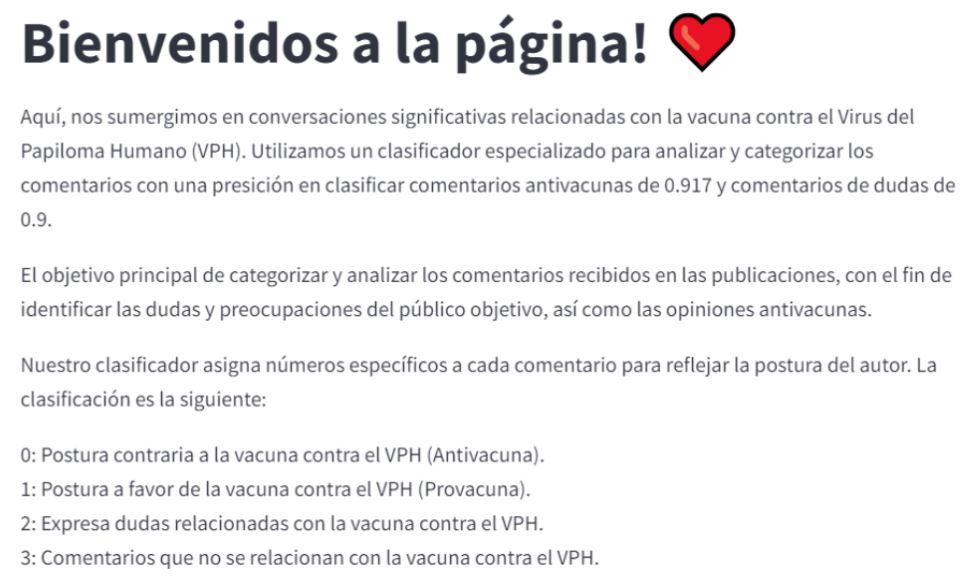 Bienvenidos a la página! ❤️
Aquí, nos sumergimos en conversaciones significativas relacionadas con la vacuna contra el Virus del
Papiloma Humano (VPH). Utilizamos un clasificador especializado para analizar y categorizar los
comentarios con una presición en clasificar comentarios antivacunas de 0.917 y comentarios de dudas de
0.9.
El objetivo principal de categorizar y analizar los comentarios recibidos en las publicaciones, con el fin de
identificar las dudas y preocupaciones del público objetivo, así como las opiniones antivacunas.
Nuestro clasificador asigna números específicos a cada comentario para reflejar la postura del autor. La
clasificación es la siguiente:
0: Postura contraria a la vacuna contra el VPH (Antivacuna).
1: Postura a favor de la vacuna contra el VPH (Provacuna).
2: Expresa dudas relacionadas con la vacuna contra el VPH.
3: Comentarios que no se relacionan con la vacuna contra el VPH.